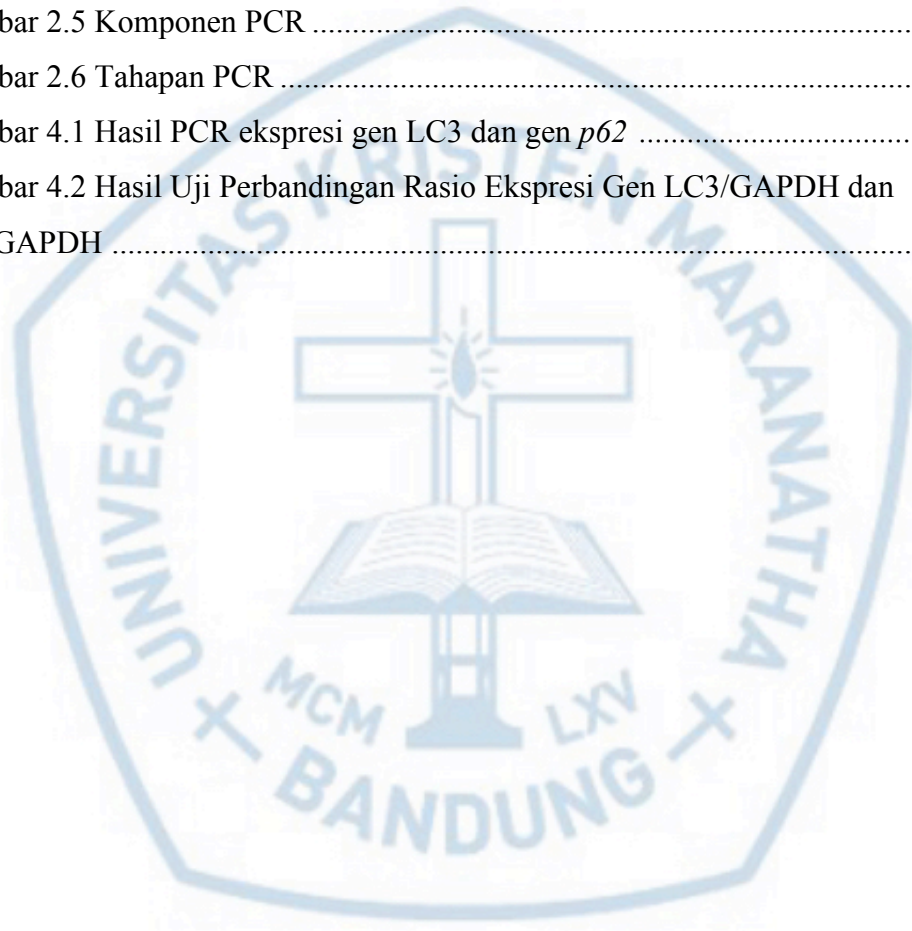 bar 2.5 Komponen PCR ................................................................
bar 2.6 Tahapan PCR ................................................................
bar 4.1 Hasil PCR ekspresi gen LC3 dan gen p62 ................................
bar 4.2 Hasil Uji Perbandingan Rasio Ekspresi Gen LC3/GAPDH dan
GAPDH ................................................................
UNIVERSITAS KRISTEN MARANATHA
MCM LXV
BANDUNG